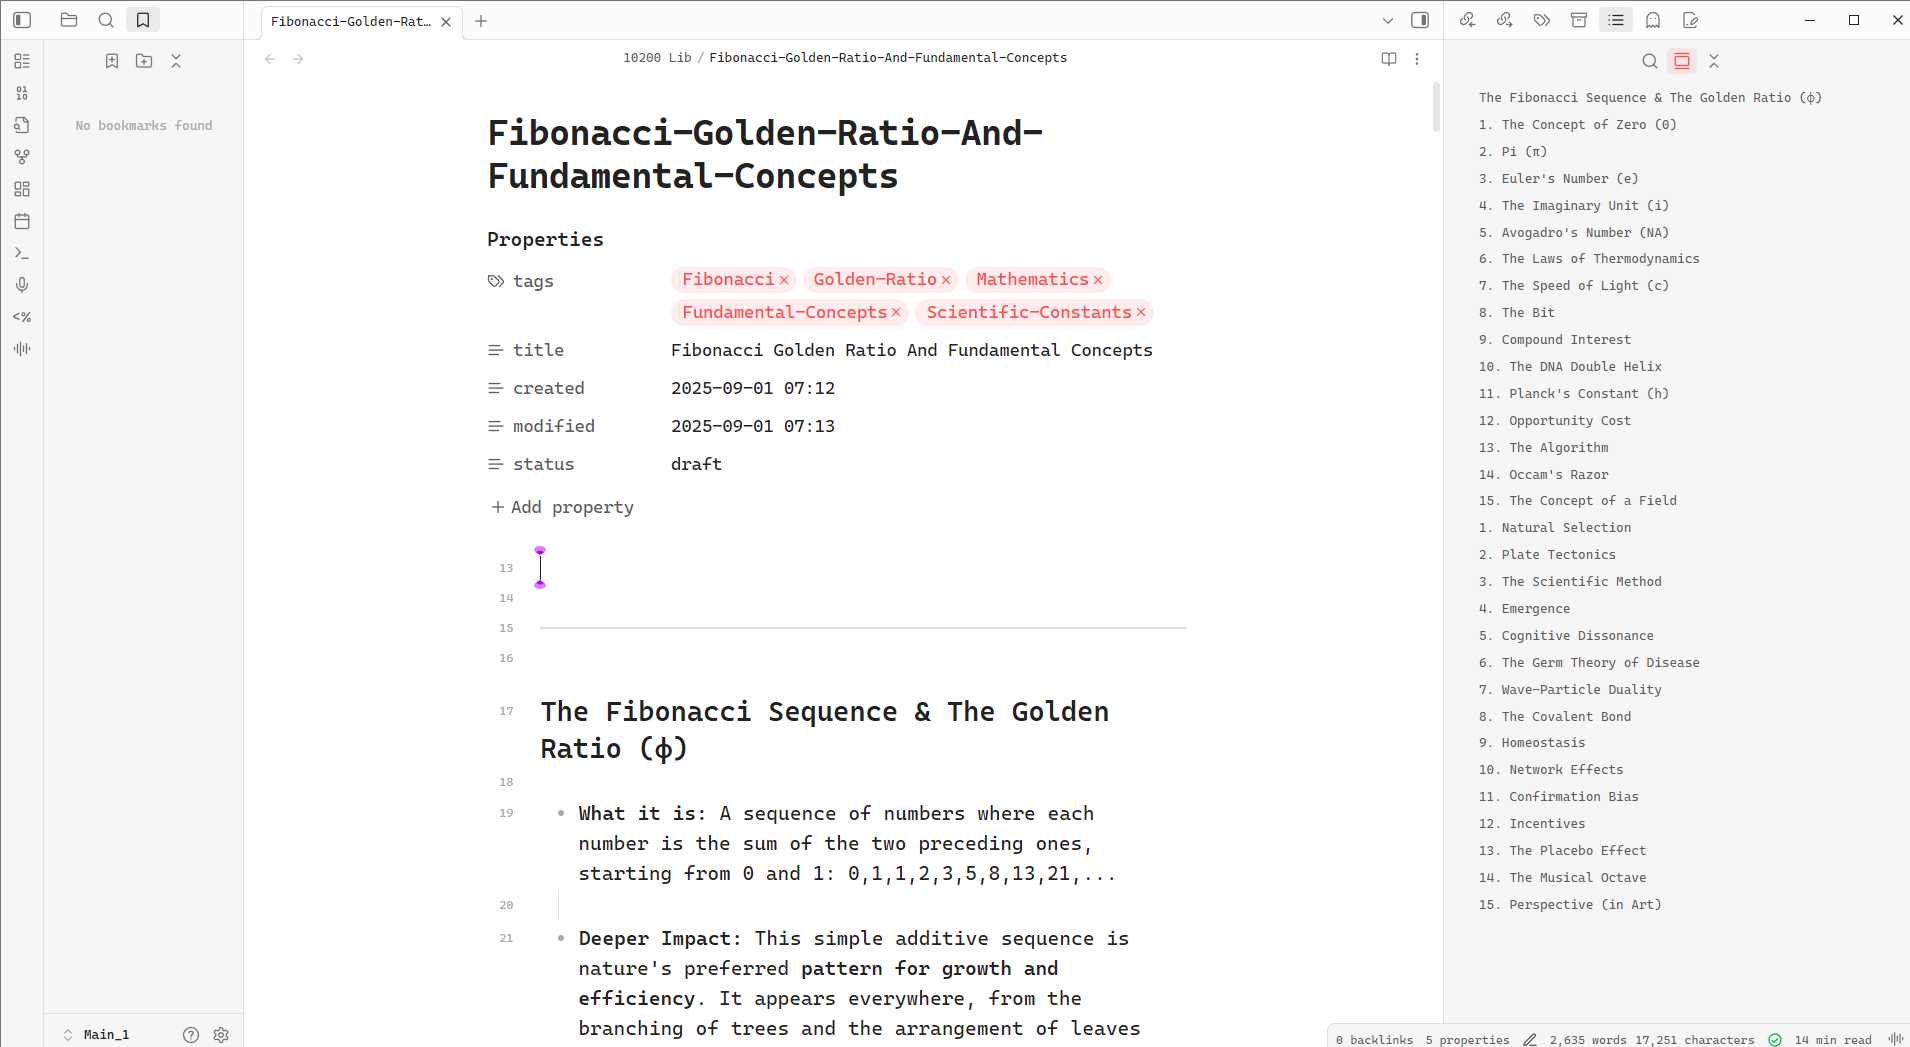 Fibonacci-Golden-Rat...
10200 Lib / Fibonacci-Golden-Ratio-And-Fundamental-Concepts
01
10
<%
No bookmarks found
Main_1
Fibonacci-Golden-Ratio-And-
Fundamental-Concepts
Properties
tags
Fibonacci × Golden-Ratio × Mathematics ×
Fundamental-Concepts × Scientific-Constants ×
title Fibonacci Golden Ratio And Fundamental Concepts
created 2025-09-01 07:12
modified 2025-09-01 07:13
status draft
+ Add property
13
14
15
16
17 The Fibonacci Sequence & The Golden
Ratio (ϕ)
18
19 • What it is: A sequence of numbers where each
number is the sum of the two preceding ones,
starting from 0 and 1: 0,1,1,2,3,5,8,13,21,...
20
21 • Deeper Impact: This simple additive sequence is
nature's preferred pattern for growth and
efficiency. It appears everywhere, from the
branching of trees and the arrangement of leaves
The Fibonacci Sequence & The Golden Ratio (ϕ)
1. The Concept of Zero (0)
2. Pi (π)
3. Euler's Number (e)
4. The Imaginary Unit (i)
5. Avogadro's Number (NA)
6. The Laws of Thermodynamics
7. The Speed of Light (c)
8. The Bit
9. Compound Interest
10. The DNA Double Helix
11. Planck's Constant (h)
12. Opportunity Cost
13. The Algorithm
14. Occam's Razor
15. The Concept of a Field
1. Natural Selection
2. Plate Tectonics
3. The Scientific Method
4. Emergence
5. Cognitive Dissonance
6. The Germ Theory of Disease
7. Wave-Particle Duality
8. The Covalent Bond
9. Homeostasis
10. Network Effects
11. Confirmation Bias
12. Incentives
13. The Placebo Effect
14. The Musical Octave
15. Perspective (in Art)
0 backlinks 5 properties 2,635 words 17,251 characters 14 min read